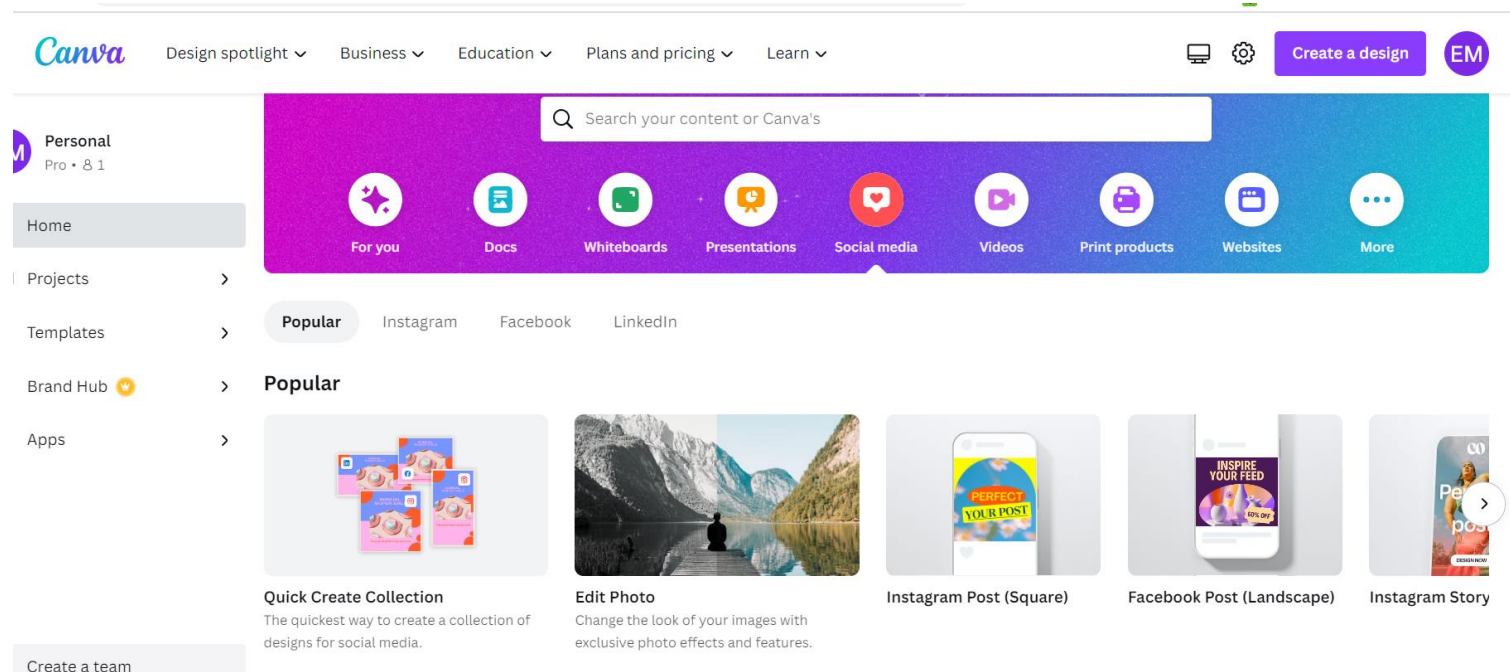 Canva
Design spotlight
Business
Education
Plans and pricing
Learn
Create a design
EM
Personal
Pro • 1
Home
Projects
Templates
Brand Hub
Apps
Create a team
Search your content or Canva's
For you
Docs
Whiteboards
Presentations
Social media
Videos
Print products
Websites
More
Popular
Instagram
Facebook
LinkedIn
Popular
Quick Create Collection
The quickest way to create a collection of
designs for social media.
Edit Photo
Change the look of your images with
exclusive photo effects and features.
PERFECT
YOUR POST
Instagram Post (Square)
INSPIRE
YOUR FEED
60% OFF
Facebook Post (Landscape)
DESIGN NOW
Instagram Story